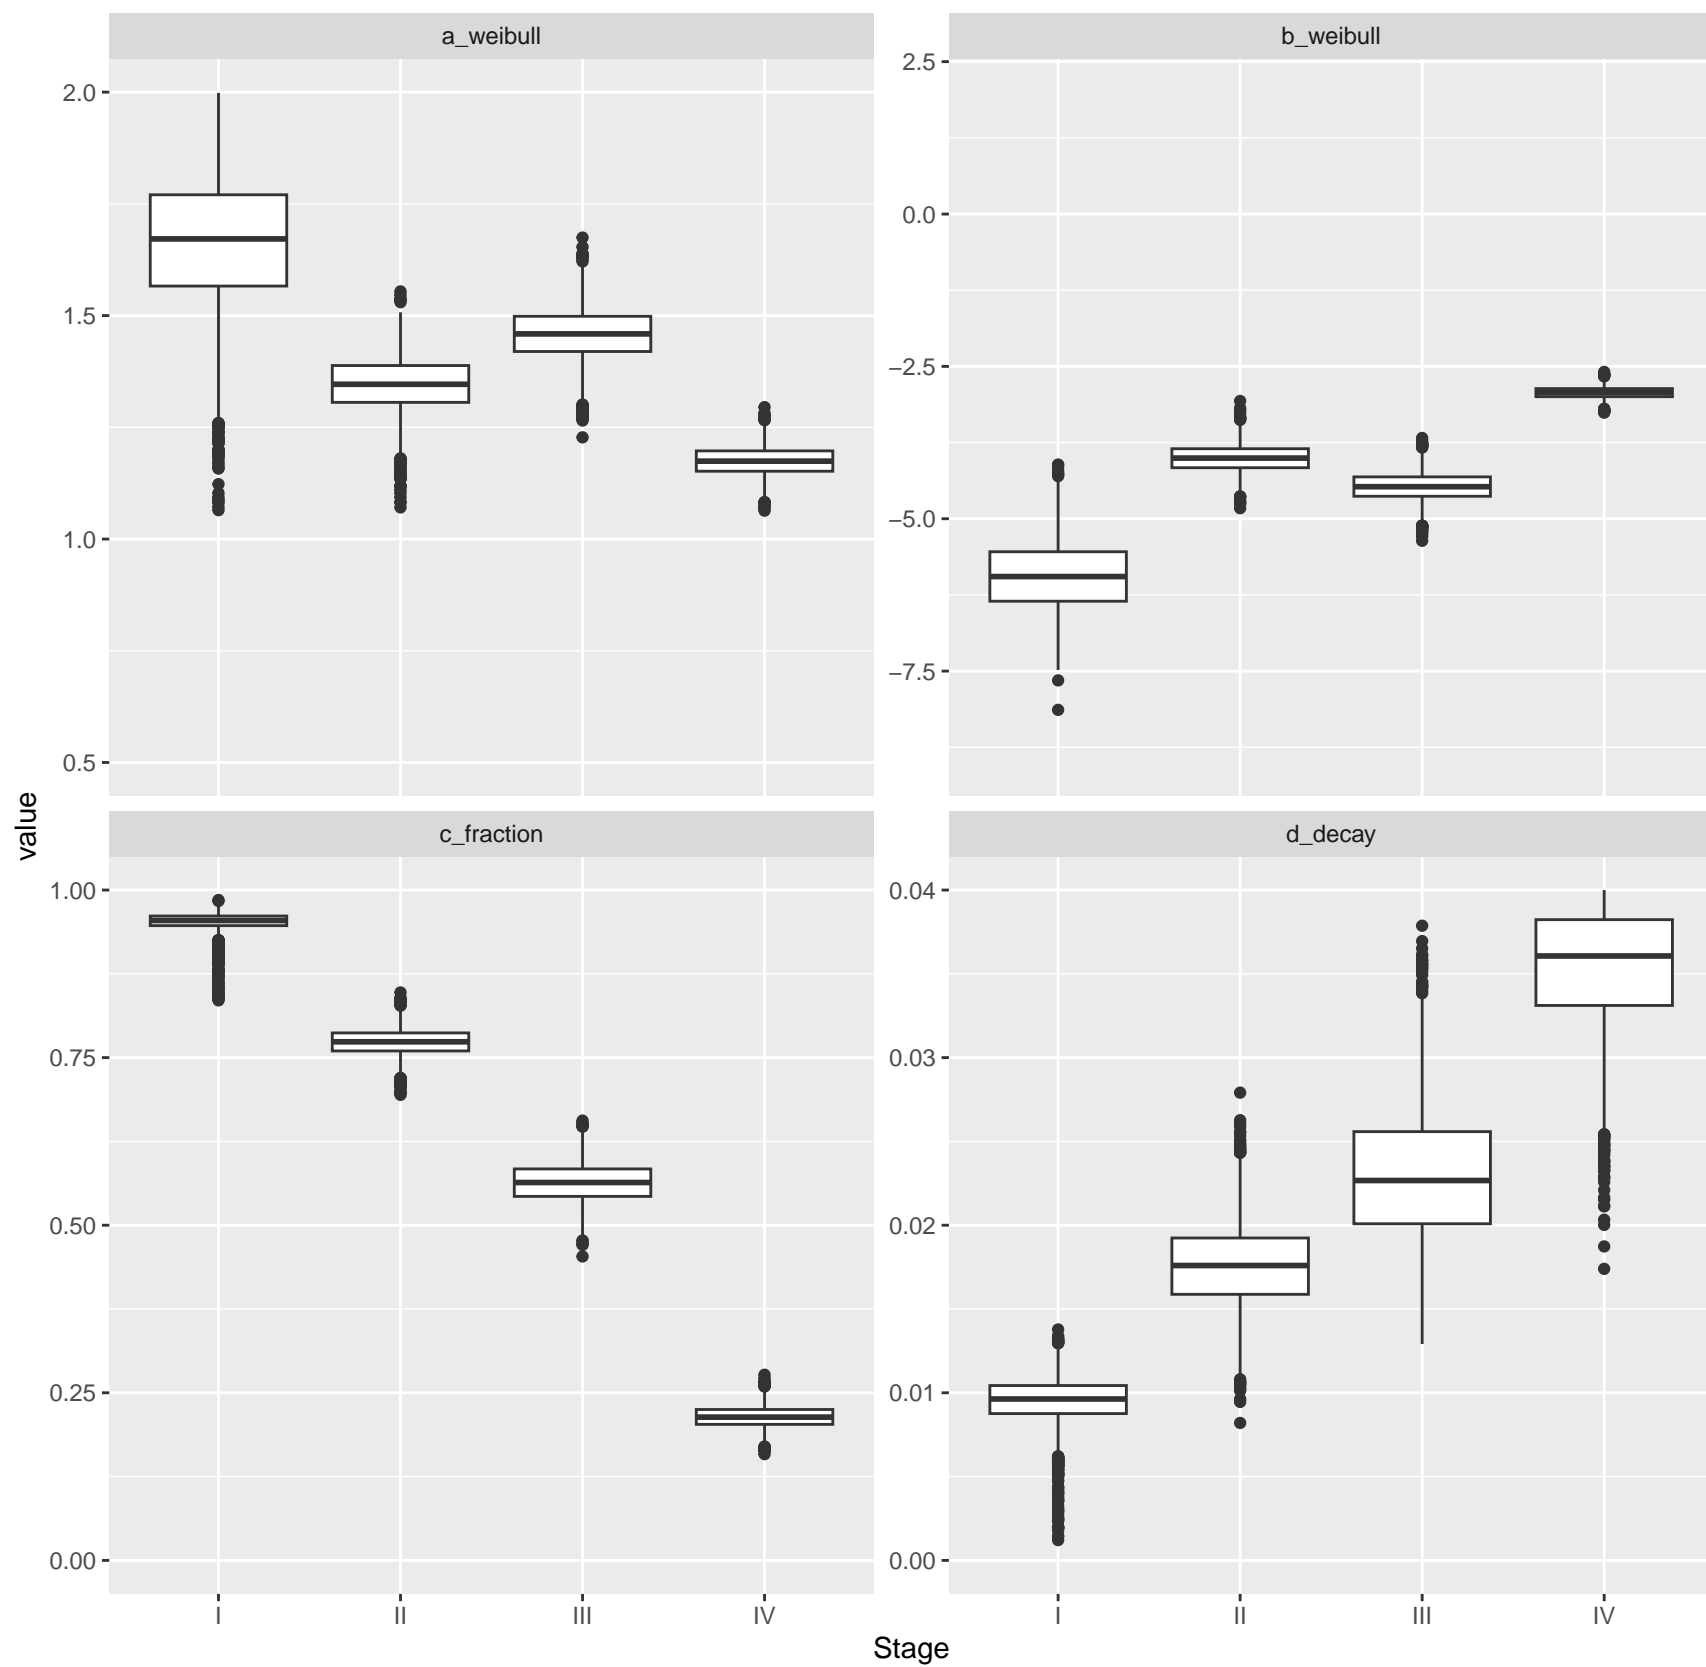 a_weibull
b_weibull
2.0
1.5
1.0
0.5
2.5
0.0
−2.5
−5.0
−7.5
value
c_fraction
d_decay
1.00
0.75
0.50
0.25
0.00
0.04
0.03
0.02
0.01
0.00
I II III IV
I II III IV
Stage